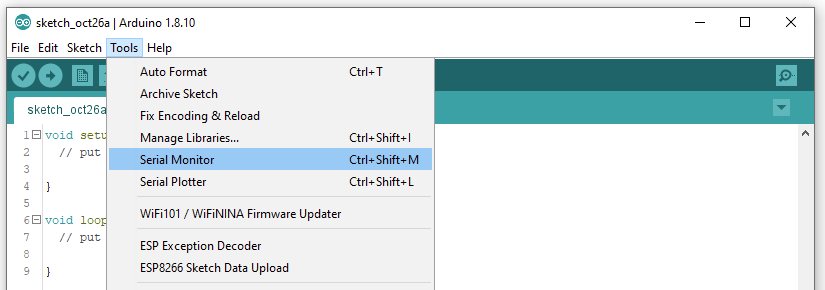 sketch_oct26a | Arduino 1.8.10
File Edit Sketch Tools Help
Auto Format Ctrl+T
Archive Sketch
Fix Encoding & Reload
Manage Libraries... Ctrl+Shift+I
Serial Monitor Ctrl+Shift+M
Serial Plotter Ctrl+Shift+L
WiFi101 / WiFiNINA Firmware Updater
ESP Exception Decoder
ESP8266 Sketch Data Upload
sketch_oct26a
1 void setu
2 // put
3
4 }
5
6 void loop
7 // put
8
9 }